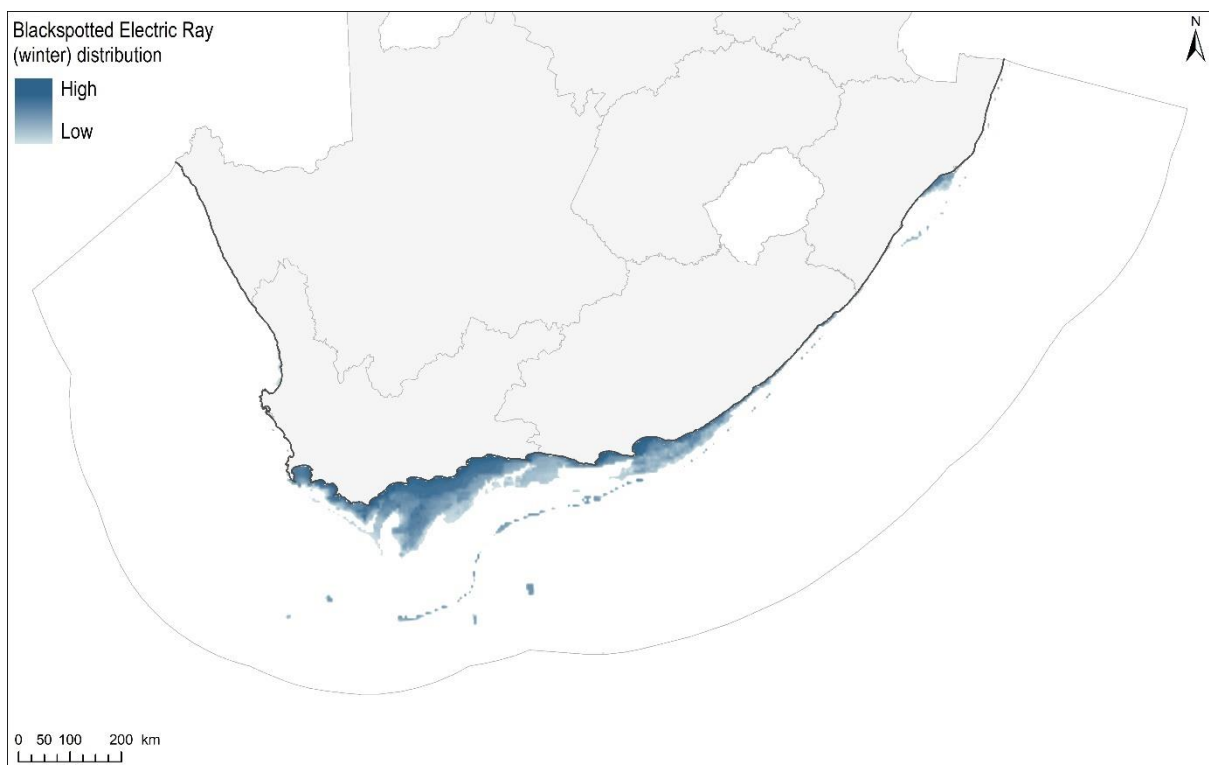 Blackspotted Electric Ray
(winter) distribution
High
Low
N
0 50 100 200 km